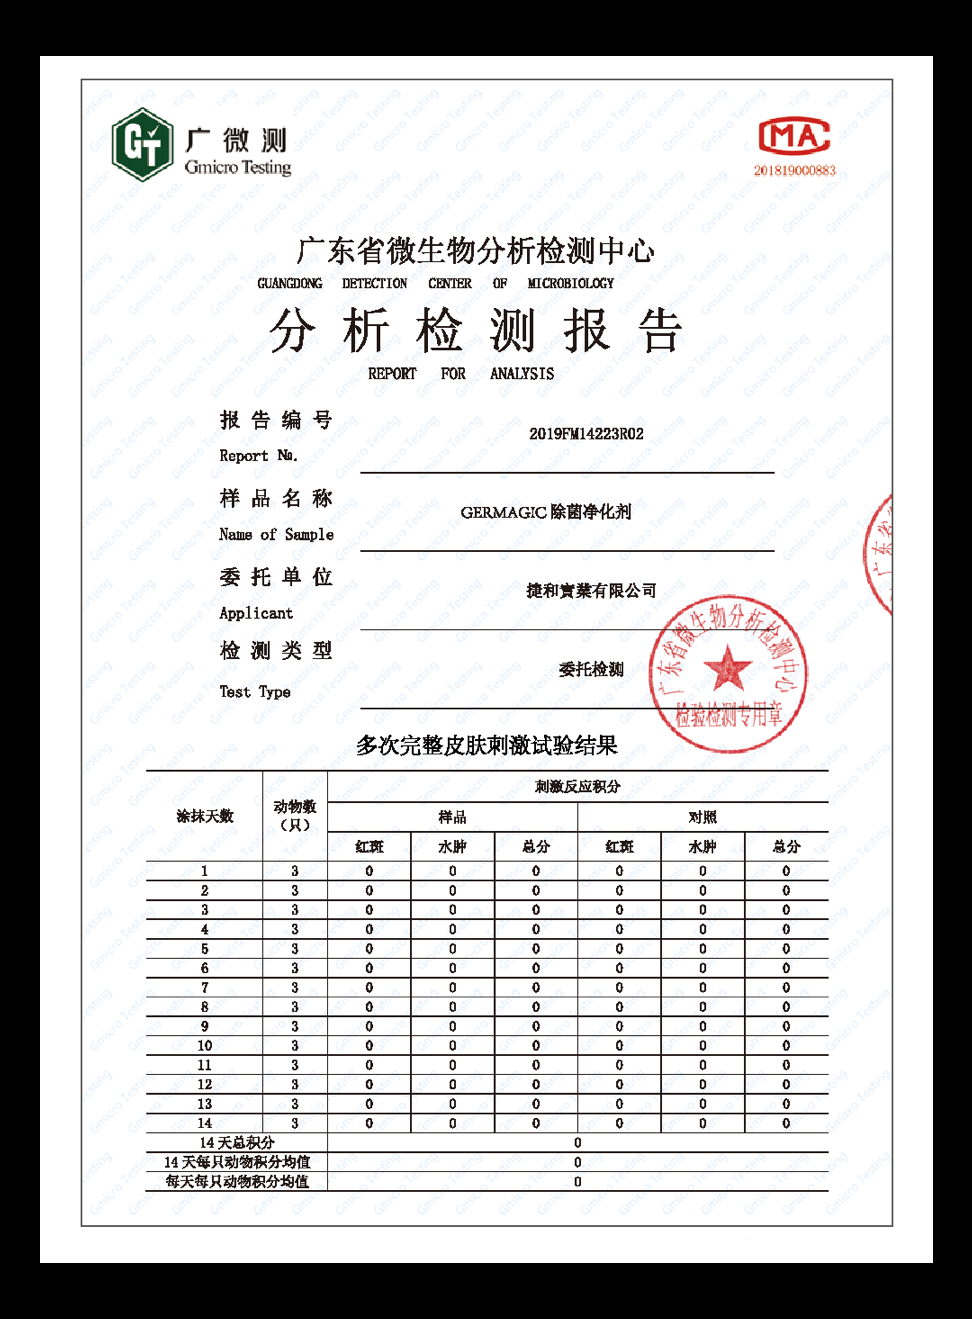 广微测
Gmicro Testing
MA
201819000883
广东省微生物分析检测中心
GUANGDONG DETECTION CENTER OF MICROBIOLOGY
分析检测报告
REPORT FOR ANALYSIS
报告编号
Report №.
2019FM14223R02
样品名称
Name of Sample
GERMAGIC 除菌净化剂
委托单位
Applicant
捷和實業有限公司
检测类型
Test Type
委托检测
广东省微生物分析检测中心
检验检测专用章
广东省
多次完整皮肤刺激试验结果
涂抹天数 动物数（只） 刺激反应积分
样品 对照
红斑 水肿 总分 红斑 水肿 总分
1 3 0 0 0 0 0 0
2 3 0 0 0 0 0 0
3 3 0 0 0 0 0 0
4 3 0 0 0 0 0 0
5 3 0 0 0 0 0 0
6 3 0 0 0 0 0 0
7 3 0 0 0 0 0 0
8 3 0 0 0 0 0 0
9 3 0 0 0 0 0 0
10 3 0 0 0 0 0 0
11 3 0 0 0 0 0 0
12 3 0 0 0 0 0 0
13 3 0 0 0 0 0 0
14 3 0 0 0 0 0 0
14 天总积分 0
14 天每只动物积分均值 0
每天每只动物积分均值 0